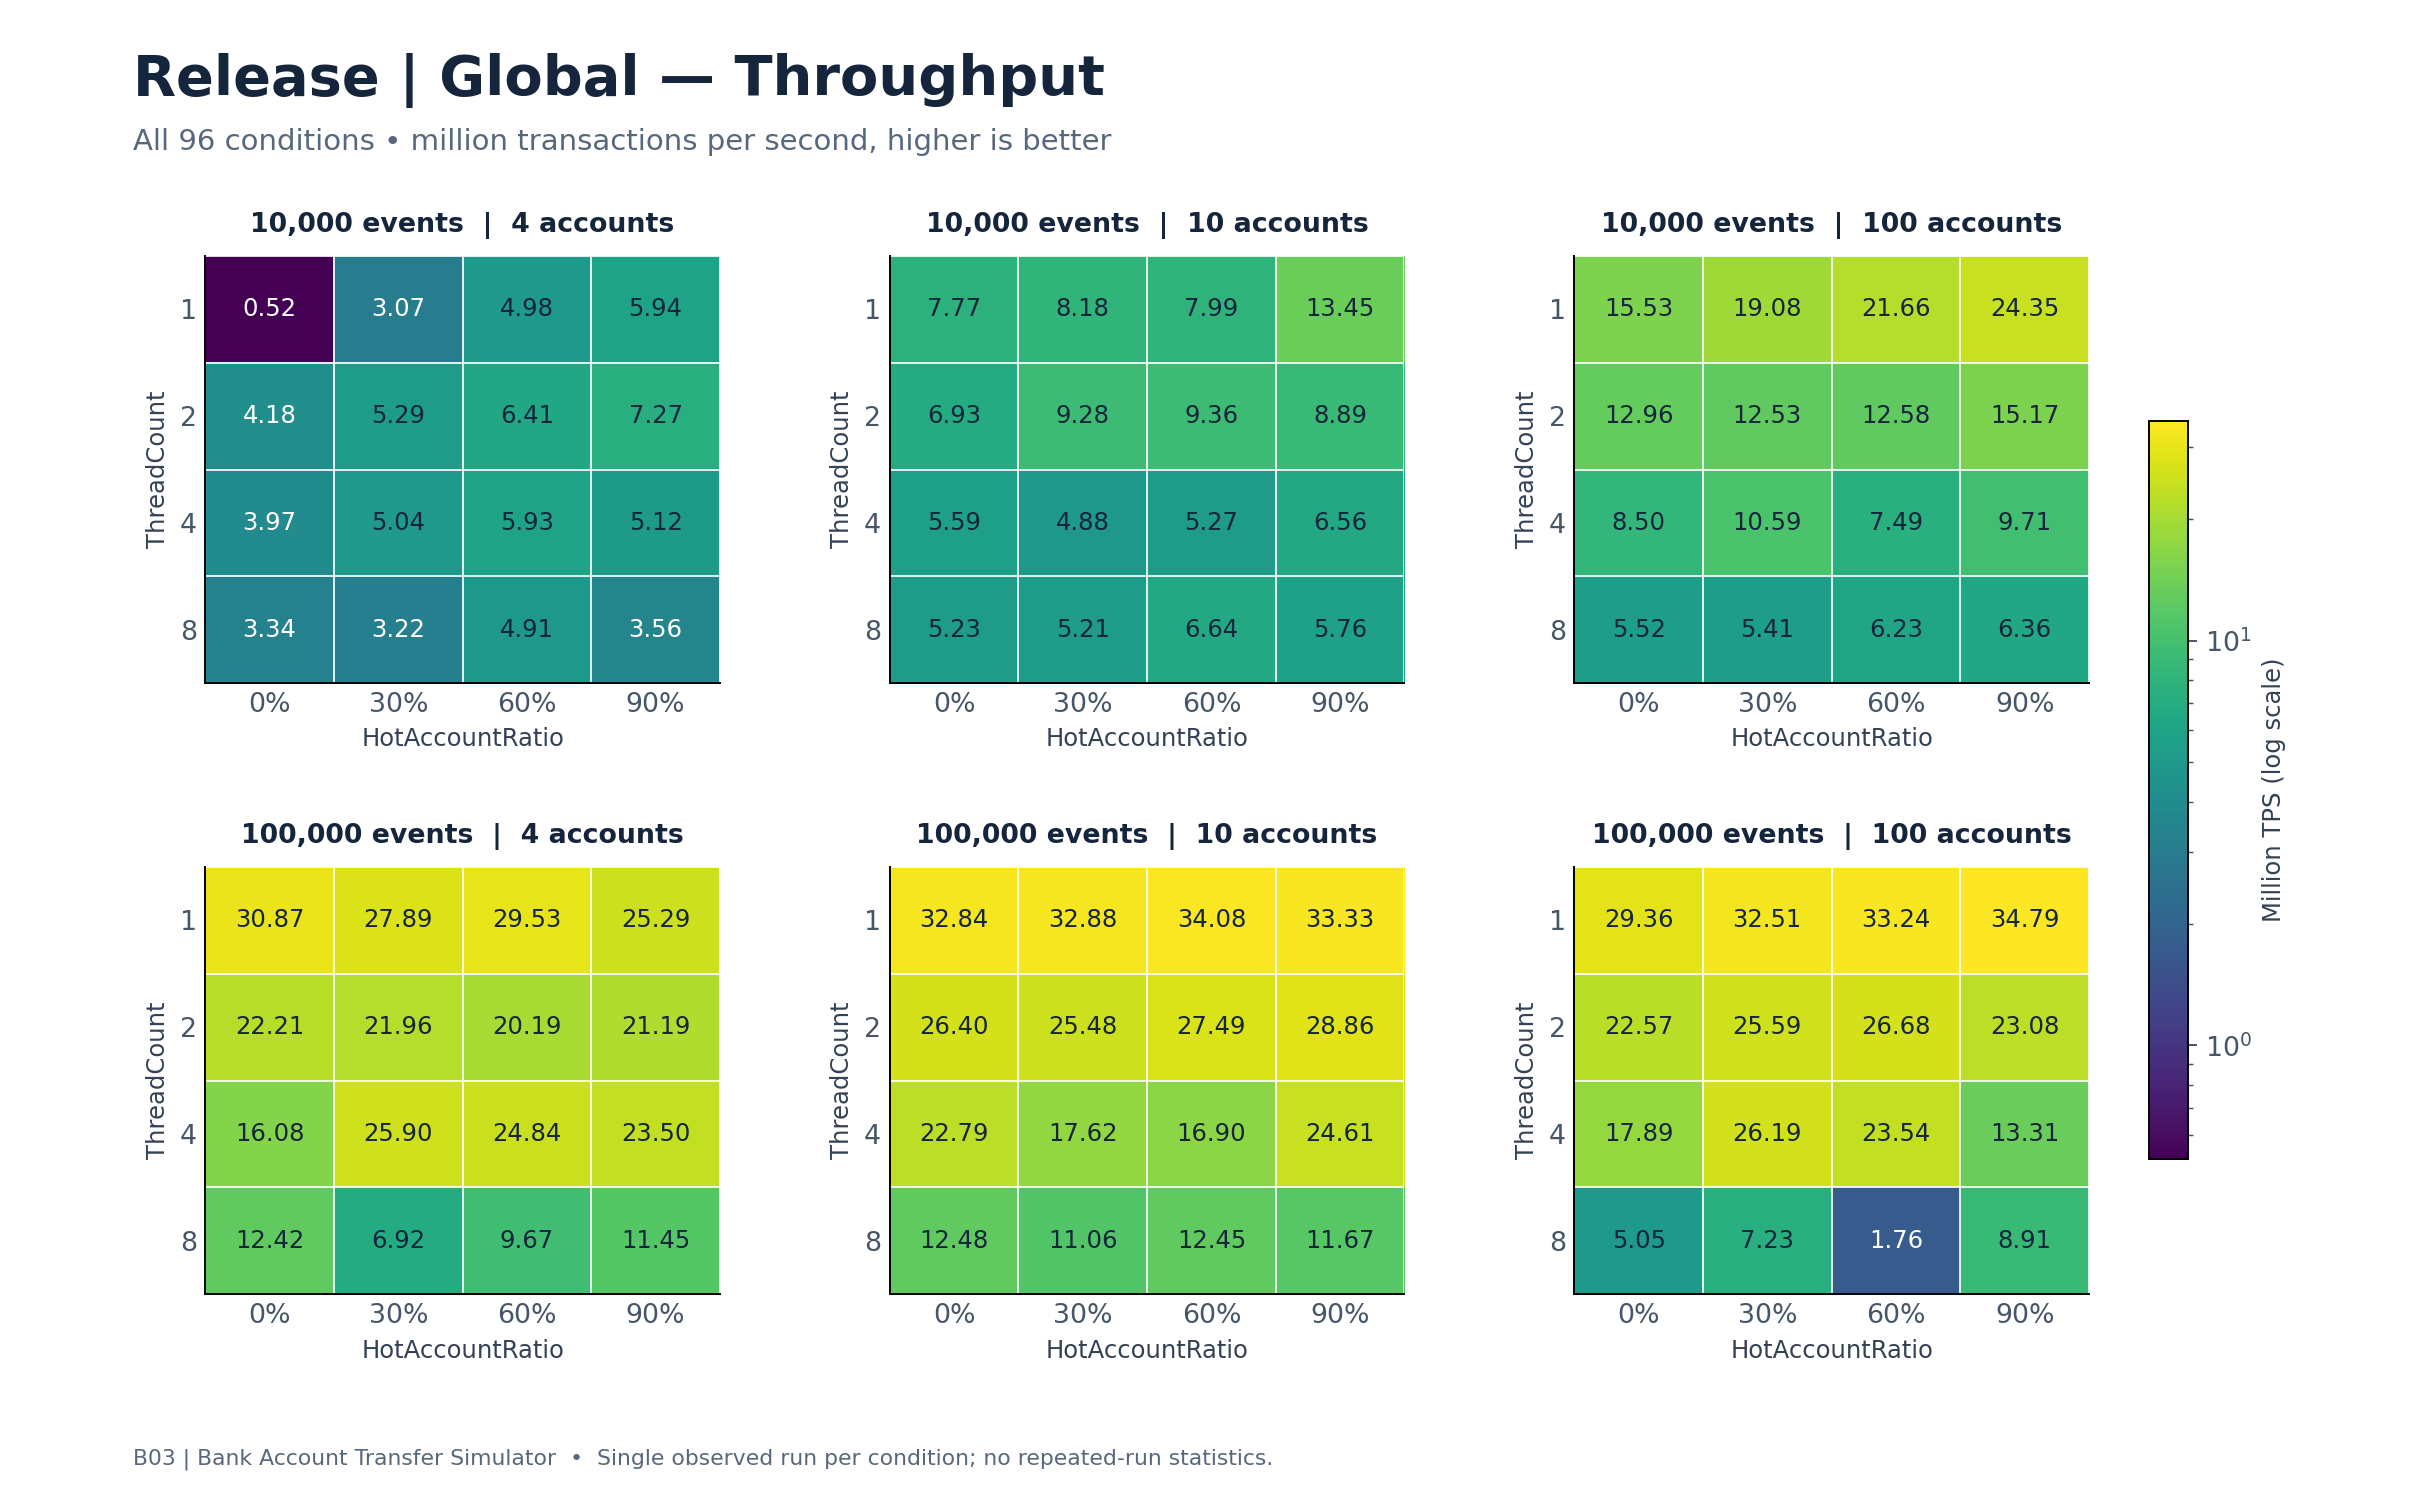 Release | Global — Throughput
All 96 conditions • million transactions per second, higher is better
10,000 events | 4 accounts
ThreadCount
1 0.52 3.07 4.98 5.94
2 4.18 5.29 6.41 7.27
4 3.97 5.04 5.93 5.12
8 3.34 3.22 4.91 3.56
0% 30% 60% 90%
HotAccountRatio
10,000 events | 10 accounts
ThreadCount
1 7.77 8.18 7.99 13.45
2 6.93 9.28 9.36 8.89
4 5.59 4.88 5.27 6.56
8 5.23 5.21 6.64 5.76
0% 30% 60% 90%
HotAccountRatio
10,000 events | 100 accounts
ThreadCount
1 15.53 19.08 21.66 24.35
2 12.96 12.53 12.58 15.17
4 8.50 10.59 7.49 9.71
8 5.52 5.41 6.23 6.36
0% 30% 60% 90%
HotAccountRatio
100,000 events | 4 accounts
ThreadCount
1 30.87 27.89 29.53 25.29
2 22.21 21.96 20.19 21.19
4 16.08 25.90 24.84 23.50
8 12.42 6.92 9.67 11.45
0% 30% 60% 90%
HotAccountRatio
100,000 events | 10 accounts
ThreadCount
1 32.84 32.88 34.08 33.33
2 26.40 25.48 27.49 28.86
4 22.79 17.62 16.90 24.61
8 12.48 11.06 12.45 11.67
0% 30% 60% 90%
HotAccountRatio
100,000 events | 100 accounts
ThreadCount
1 29.36 32.51 33.24 34.79
2 22.57 25.59 26.68 23.08
4 17.89 26.19 23.54 13.31
8 5.05 7.23 1.76 8.91
0% 30% 60% 90%
HotAccountRatio
10¹
10⁰
Million TPS (log scale)
B03 | Bank Account Transfer Simulator • Single observed run per condition; no repeated-run statistics.